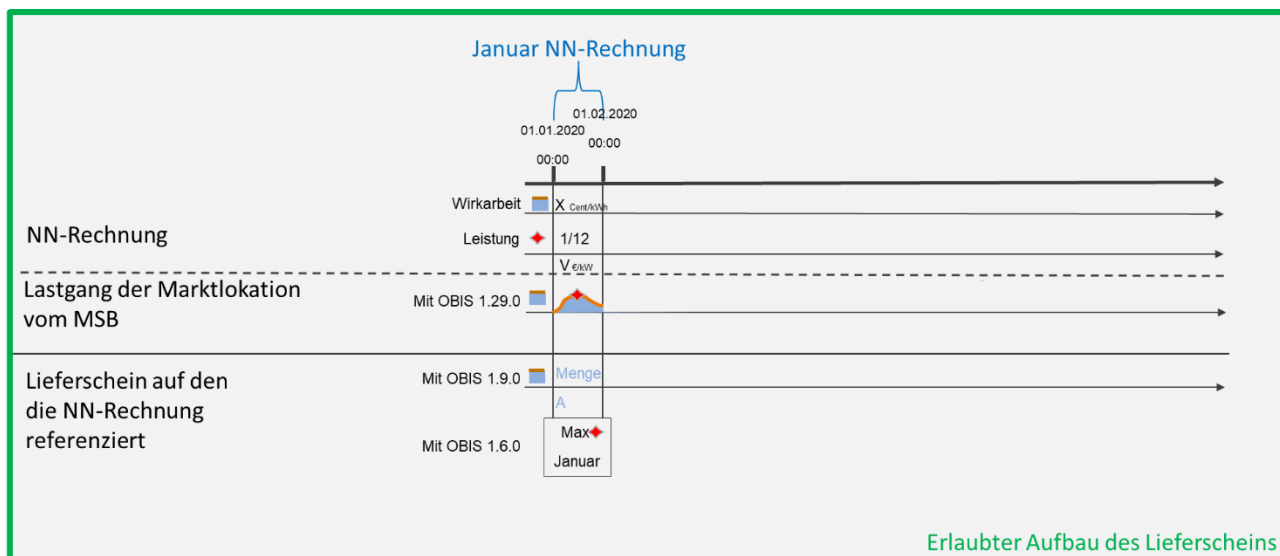 Januar NN-Rechnung
01.02.2020
01.01.2020
00:00
00:00
Wirkarbeit X Cent/kWh
NN-Rechnung
Leistung 1/12
V €/kW
Lastgang der Marktlokation
vom MSB
Mit OBIS 1.29.0
Lieferschein auf den
die NN-Rechnung
referenziert
Mit OBIS 1.9.0 Menge
A
Mit OBIS 1.6.0
Max
Januar
Erlaubter Aufbau des Lieferscheins